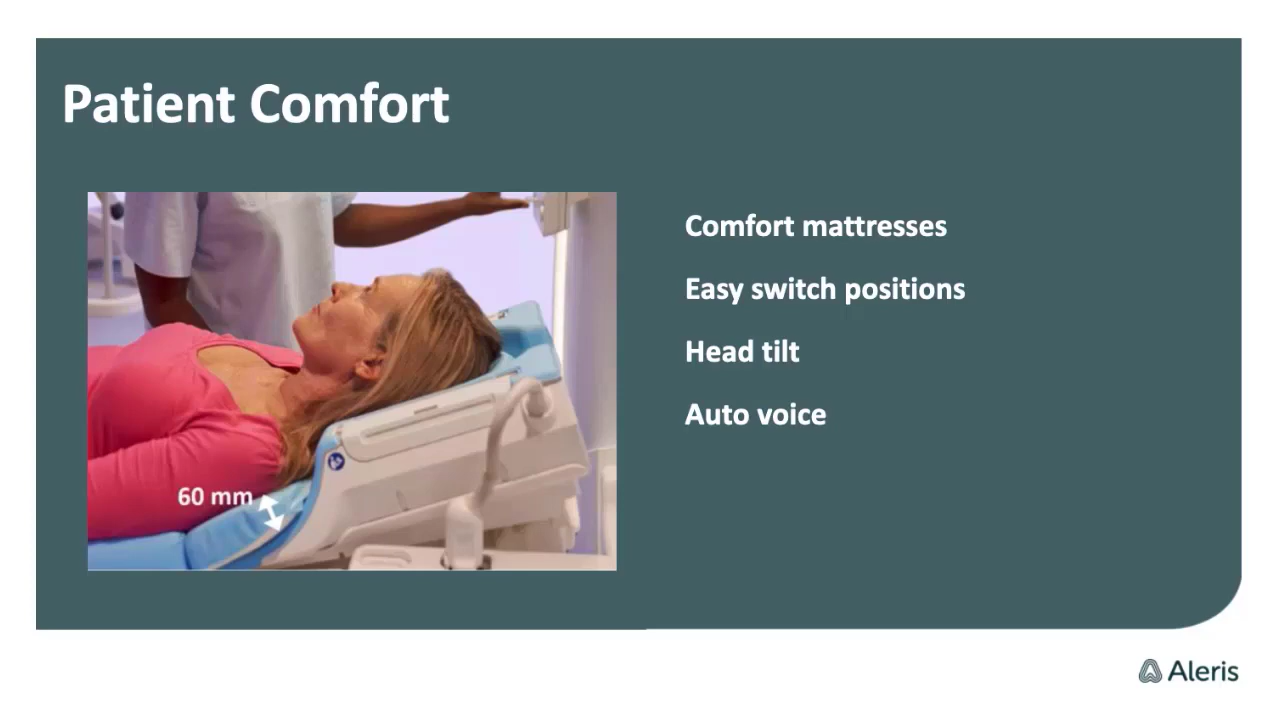 Patient Comfort
Comfort mattresses
Easy switch positions
Head tilt
Auto voice
60 mm
Aleris